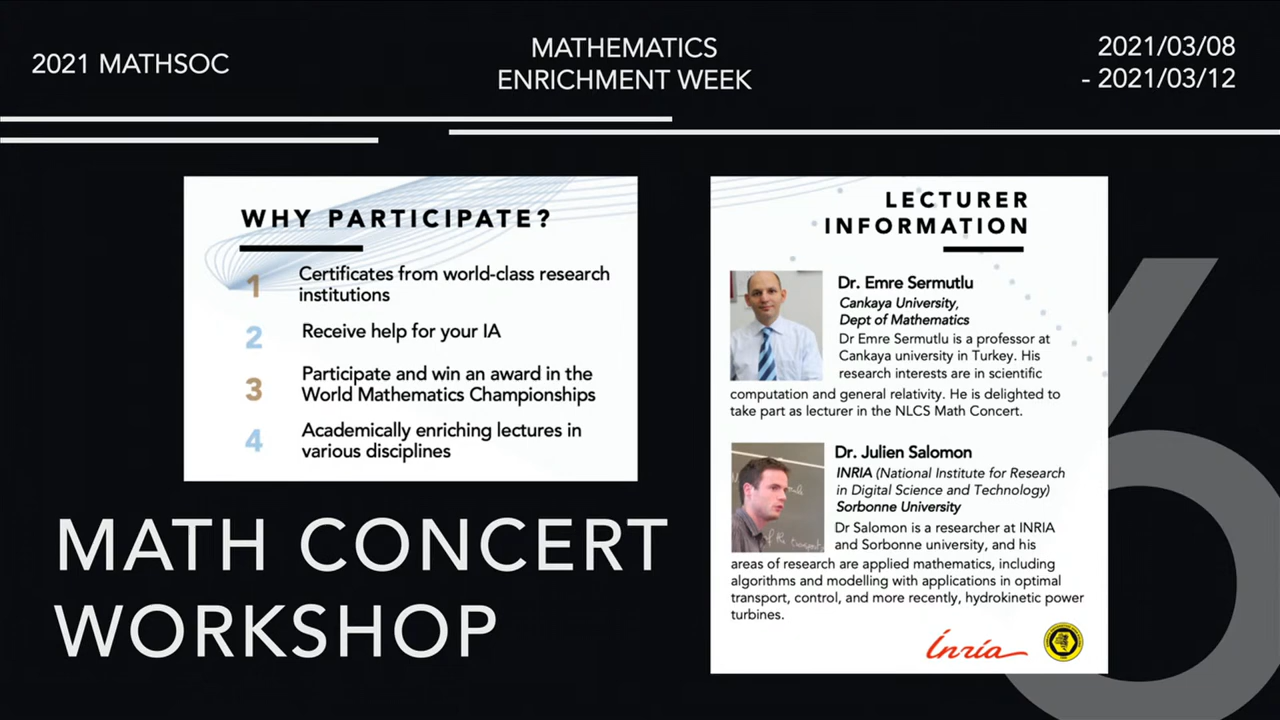 2021 MATHSOC
MATHEMATICS
ENRICHMENT WEEK
2021/03/08
- 2021/03/12
WHY PARTICIPATE?
1 Certificates from world-class research
institutions
2 Receive help for your IA
3 Participate and win an award in the
World Mathematics Championships
4 Academically enriching lectures in
various disciplines
MATH CONCERT
WORKSHOP
LECTURER
INFORMATION
Dr. Emre Sermutlu
Cankaya University,
Dept of Mathematics
Dr Emre Sermutlu is a professor at
Cankaya university in Turkey. His
research interests are in scientific
computation and general relativity. He is delighted to
take part as lecturer in the NLCS Math Concert.
Dr. Julien Salomon
INRIA (National Institute for Research
in Digital Science and Technology)
Sorbonne University
Dr Salomon is a researcher at INRIA
and Sorbonne university, and his
areas of research are applied mathematics, including
algorithms and modelling with applications in optimal
transport, control, and more recently, hydrokinetic power
turbines.
Inria
6